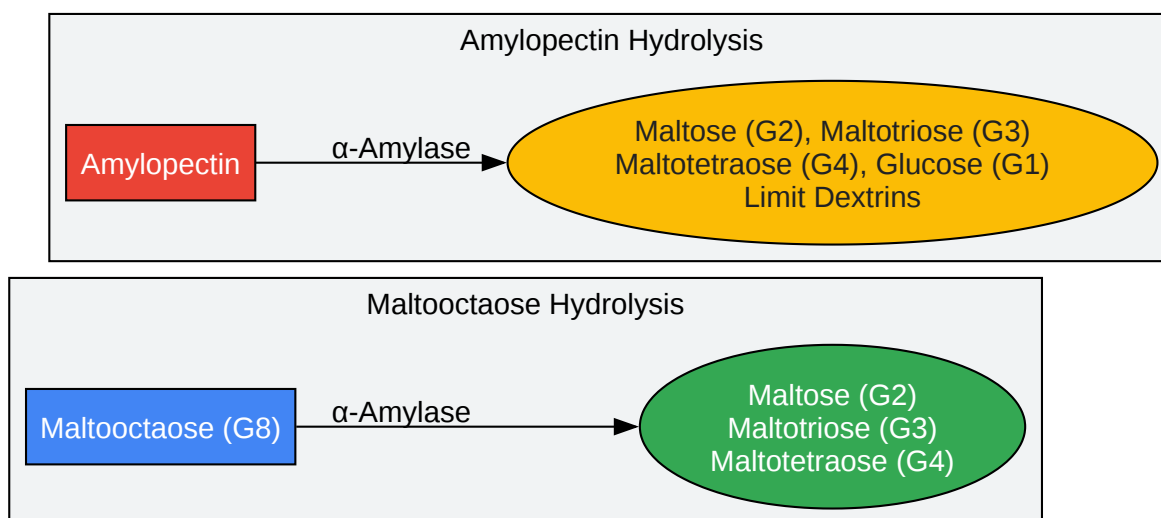 Amylopectin Hydrolysis
Amylopectin
α-Amylase
Maltose (G2), Maltotriose (G3)
Maltotetraose (G4), Glucose (G1)
Limit Dextrins
Maltooctaose Hydrolysis
Maltooctaose (G8)
α-Amylase
Maltose (G2)
Maltotriose (G3)
Maltotetraose (G4)